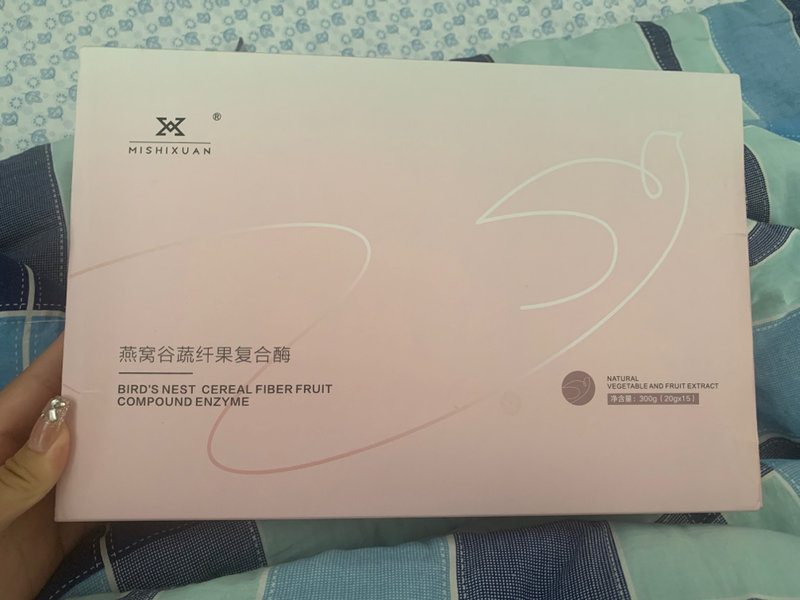 ®
MISHIXUAN
燕窝谷蔬纤果复合酶
BIRD'S NEST CEREAL FIBER FRUIT
COMPOUND ENZYME
NATURAL
VEGETABLE AND FRUIT EXTRACT
净含量：300g（20gx15）